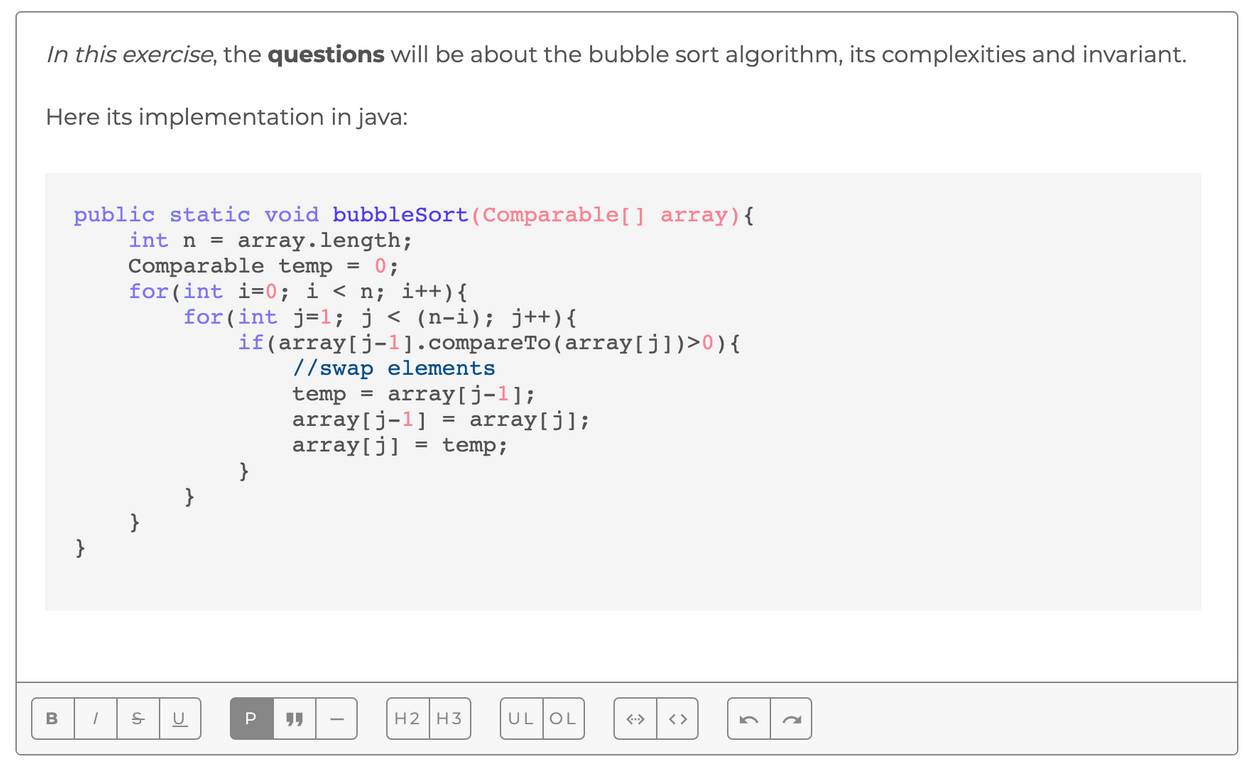 In this exercise, the questions will be about the bubble sort algorithm, its complexities and invariant.
Here its implementation in java:
public static void bubbleSort(Comparable[] array){
    int n = array.length;
    Comparable temp = 0;
    for(int i=0; i < n; i++){
        for(int j=1; j < (n-i); j++){
            if(array[j-1].compareTo(array[j])>0){
                //swap elements
                temp = array[j-1];
                array[j-1] = array[j];
                array[j] = temp;
            }
        }
    }
}
B I S U P H2 H3 UL OL